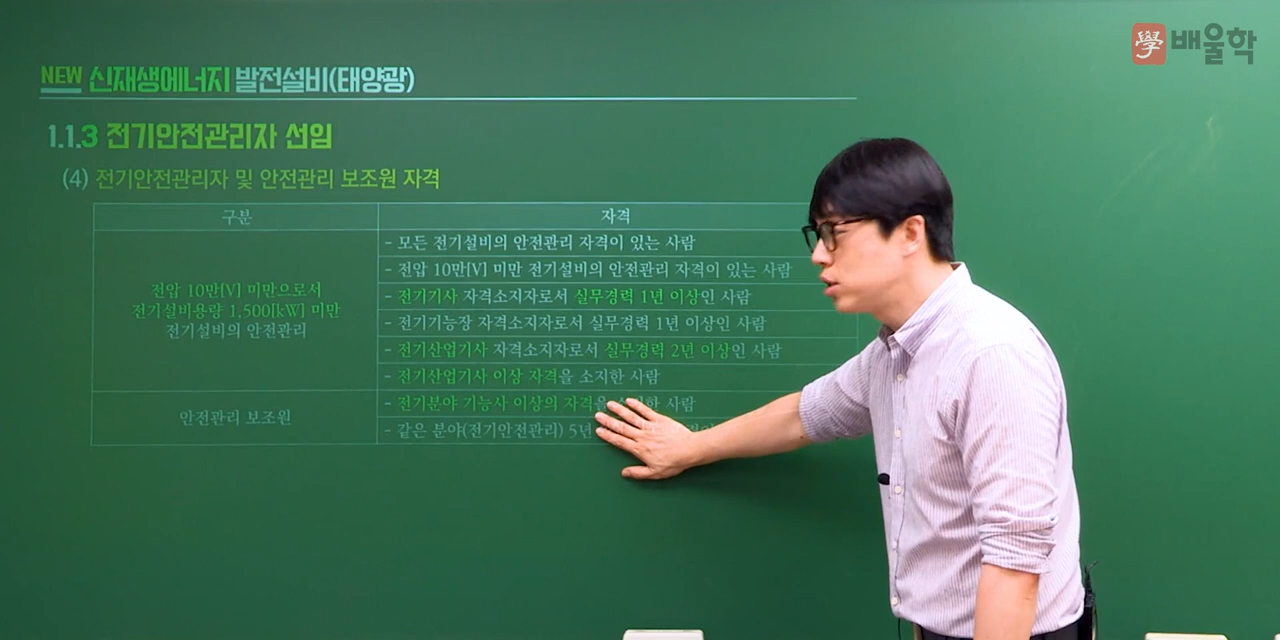 學 배울학
NEW 신재생에너지 발전설비(태양광)
1.1.3 전기안전관리자 선임
(4) 전기안전관리자 및 안전관리 보조원 자격
구분
자격
전압 10만[V] 미만으로서
전기설비용량 1.500[kW] 미만
전기설비의 안전관리
- 모든 전기설비의 안전관리 자격이 있는 사람
- 전압 10만[V] 미만 전기설비의 안전관리 자격이 있는 사람
- 전기기사 자격소지자로서 실무경력 1년 이상인 사람
- 전기기능장 자격소지자로서 실무경력 1년 이상인 사람
- 전기산업기사 자격소지자로서 실무경력 2년 이상인 사람
- 전기산업기사 이상 자격을 소지한 사람
안전관리 보조원
- 전기분야 기능사 이상의 자격을 사람
- 같은 분야(전기안전관리) 5년